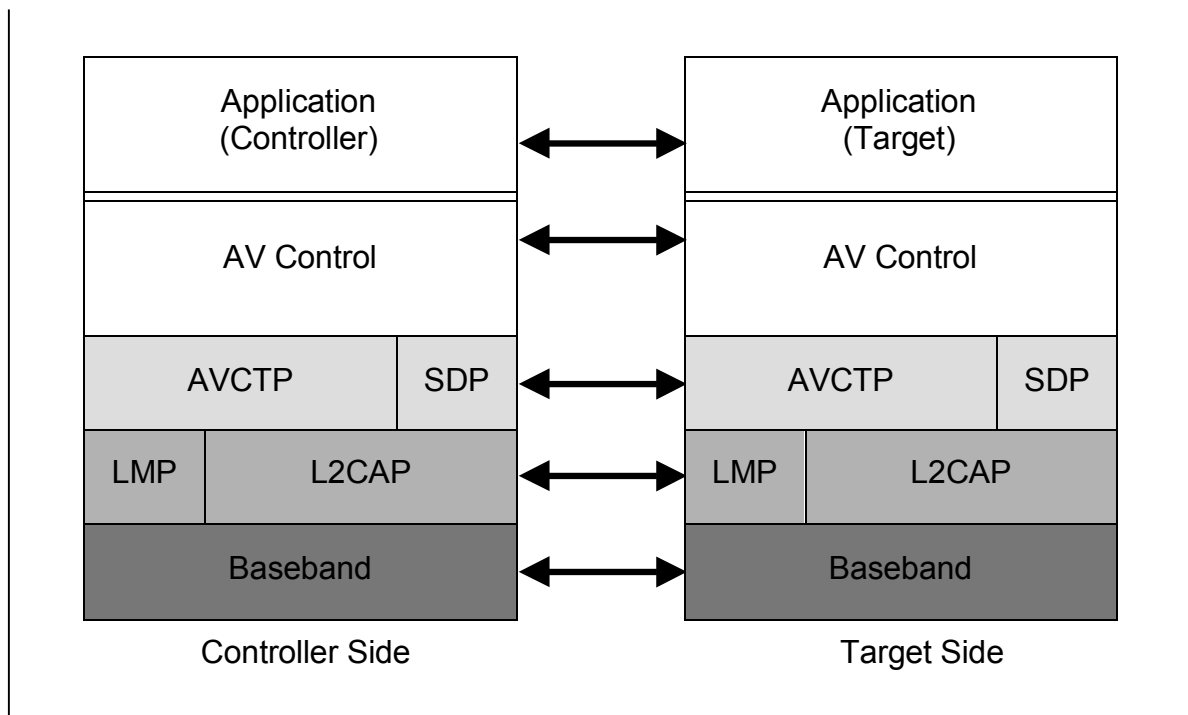 Application
(Controller)
Application
(Target)
AV Control
AV Control
AVCTP
SDP
AVCTP
SDP
LMP
L2CAP
LMP
L2CAP
Baseband
Baseband
Controller Side
Target Side